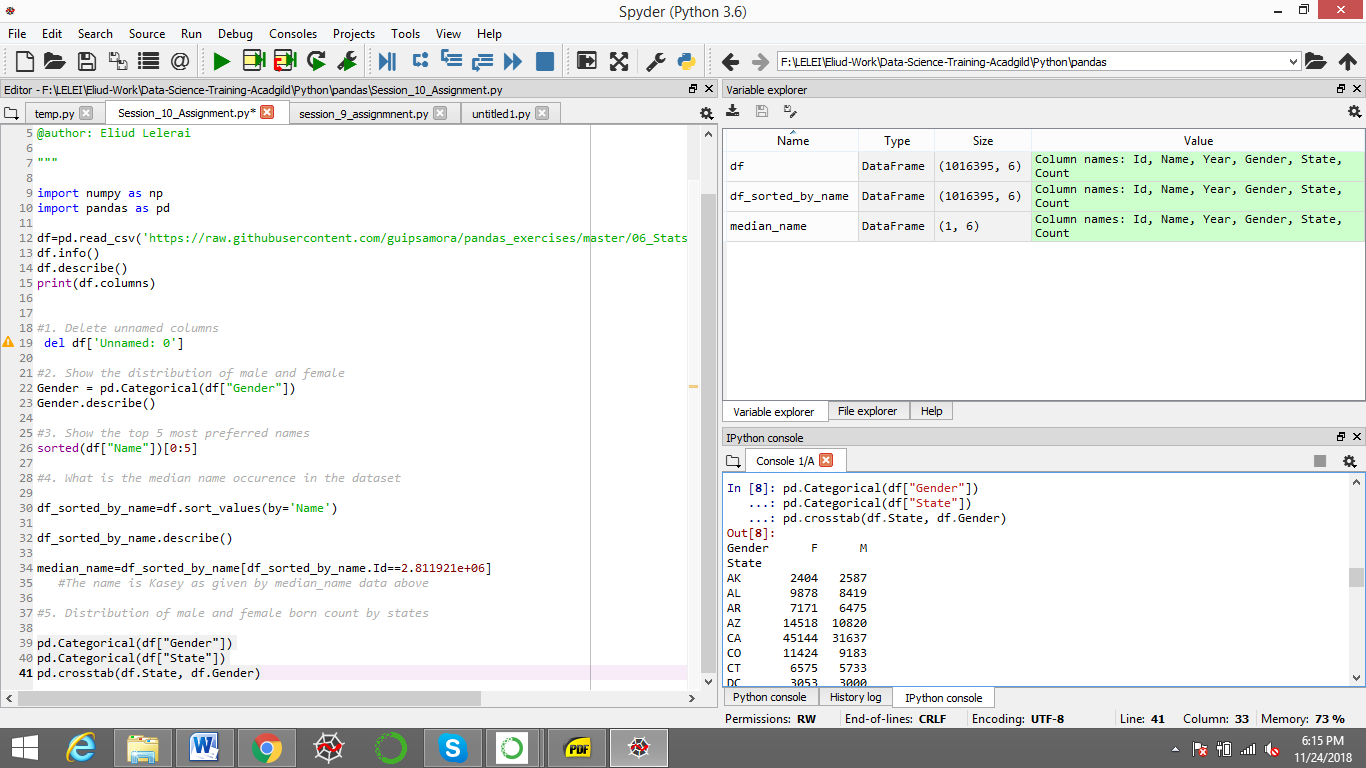 Spyder (Python 3.6)
File Edit Search Source Run Debug Consoles Projects Tools View Help
F:\LELEI\Eliud-Work\Data-Science-Training-Acadgild\Python\pandas
Editor - F:\LELEI\Eliud-Work\Data-Science-Training-Acadgild\Python\pandas\Session_10_Assignment.py
temp.py Session_10_Assignment.py* session_9_assignmnent.py untitled1.py
5 @author: Eliud Lelerai
6
7 """
8
9 import numpy as np
10 import pandas as pd
11
12 df=pd.read_csv('https://raw.githubusercontent.com/guipsamora/pandas_exercises/master/06_Stats
13 df.info()
14 df.describe()
15 print(df.columns)
16
17
18 #1. Delete unnamed columns
19 del df['Unnamed: 0']
20
21 #2. Show the distribution of male and female
22 Gender = pd.Categorical(df["Gender"])
23 Gender.describe()
24
25 #3. Show the top 5 most preferred names
26 sorted(df["Name"])[0:5]
27
28 #4. What is the median name occurence in the dataset
29
30 df_sorted_by_name=df.sort_values(by='Name')
31
32 df_sorted_by_name.describe()
33
34 median_name=df_sorted_by_name[df_sorted_by_name.Id==2.811921e+06]
35 #The name is Kasey as given by median_name data above
36
37 #5. Distribution of male and female born count by states
38
39 pd.Categorical(df["Gender"])
40 pd.Categorical(df["State"])
41 pd.crosstab(df.State, df.Gender)
Variable explorer
Name Type Size Value
df DataFrame (1016395, 6) Column names: Id, Name, Year, Gender, State,
Count
df_sorted_by_name DataFrame (1016395, 6) Column names: Id, Name, Year, Gender, State,
Count
median_name DataFrame (1, 6) Column names: Id, Name, Year, Gender, State,
Count
Variable explorer File explorer Help
IPython console
Console 1/A
In [8]: pd.Categorical(df["Gender"])
...: pd.Categorical(df["State"])
...: pd.crosstab(df.State, df.Gender)
Out[8]:
Gender F M
State
AK 2404 2587
AL 9878 8419
AR 7171 6475
AZ 14518 10820
CA 45144 31637
CO 11424 9183
CT 6575 5733
DC 3053 3000
Python console History log IPython console
Permissions: RW End-of-lines: CRLF Encoding: UTF-8 Line: 41 Column: 33 Memory: 73 %
PDF
6:15 PM
11/24/2018